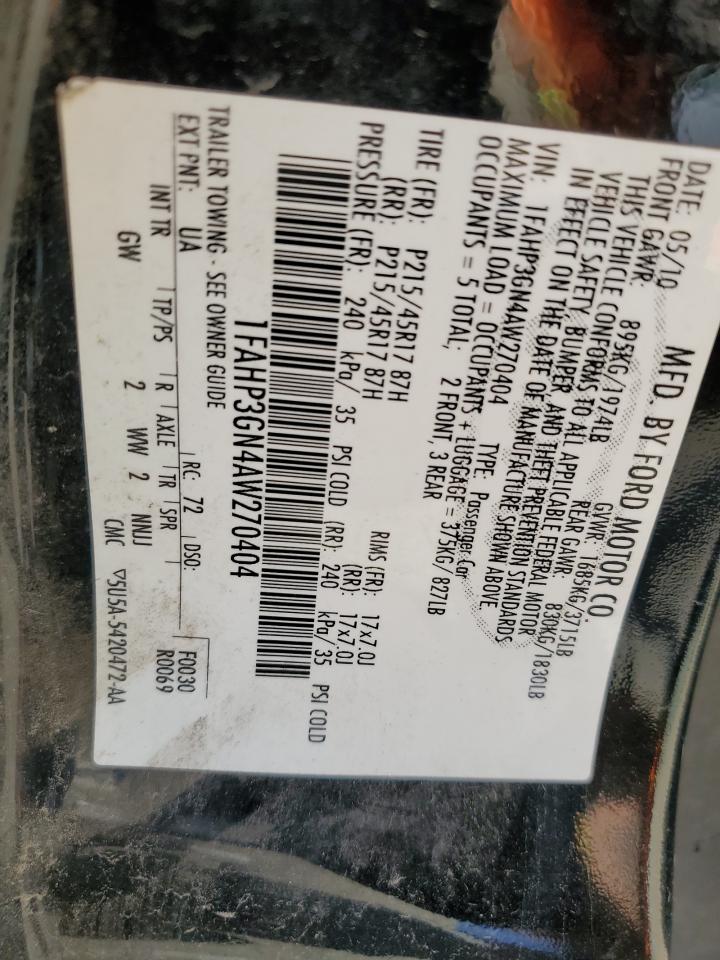 MFD. BY FORD MOTOR CO.
DATE: 05/10 GVWR: 1685KG/3715LB
FRONT GAWR: 895KG/1974LB REAR GAWR: 830KG/1830LB
THIS VEHICLE CONFORMS TO ALL APPLICABLE FEDERAL MOTOR
VEHICLE SAFETY, BUMPER, AND THEFT PREVENTION STANDARDS
IN EFFECT ON THE DATE OF MANUFACTURE SHOWN ABOVE.
VIN: 1FAHP3GN4AW270404 TYPE: Passenger Car
MAXIMUM LOAD = OCCUPANTS + LUGGAGE = 375KG/827LB
OCCUPANTS = 5 TOTAL; 2 FRONT, 3 REAR
TIRE (FR): P215/45R17 87H RIMS (FR): 17x7.0J
(RR): P215/45R17 87H (RR): 17x7.0J
PRESSURE (FR): 240 kPa/ 35 PSI COLD (RR): 240 kPa/ 35 PSI COLD
1FAHP3GN4AW270404
TRAILER TOWING - SEE OWNER GUIDE
EXT PNT: UA RC: 72 DSO: F0030
R0069
INT TR TP/PS R AXLE TR SPR
GW 2 WW 2 NNJJ
CMC ▽5U5A-5420472-AA